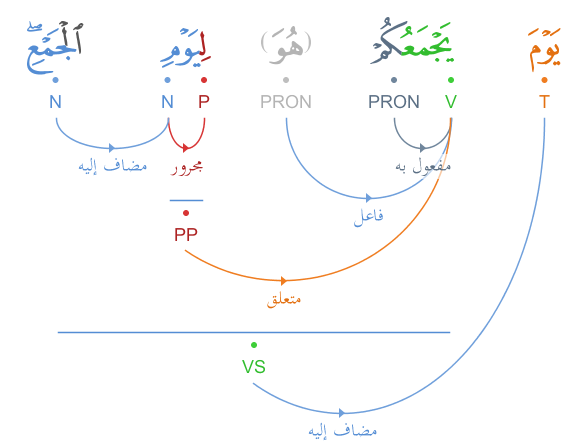 يَوْمَ يَجْمَعُكُمْ (هُوَ) لِيَوْمِ ٱلْجَمْعِ ۖ
T V PRON PRON P N N
مفعول به مجرور مضاف إليه
فاعل
PP
متعلق
VS
مضاف إليه